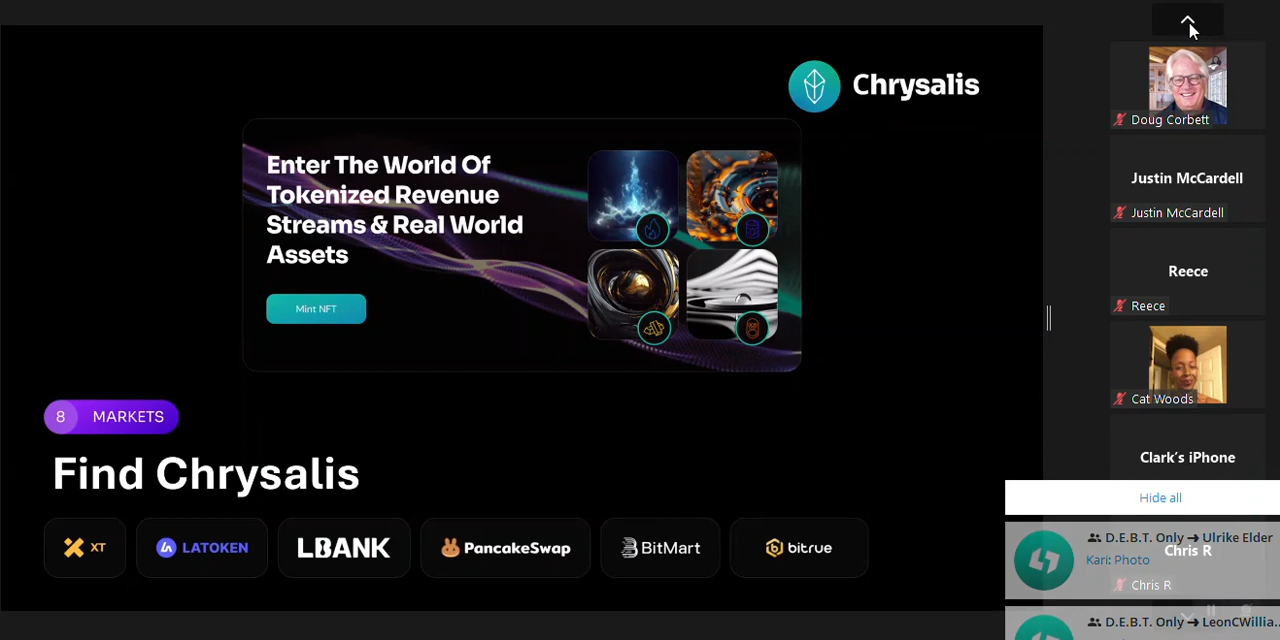 Chrysalis
Enter The World Of
Tokenized Revenue
Streams & Real World
Assets
Mint NFT
8 MARKETS
Find Chrysalis
XT
LATOKEN
LBANK
PancakeSwap
BitMart
bitrue
Doug Corbett
Justin McCardell
Justin McCardell
Reece
Reece
Cat Woods
Clark's iPhone
Hide all
D.E.B.T. Only ➜ Ulrike Elder
Chris R
Kari: Photo
Chris R
D.E.B.T. Only ➜ LeonCWillia...